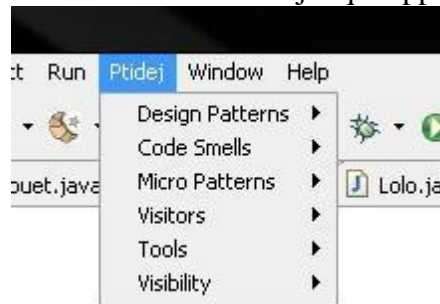 Run Ptidej Window Help
Design Patterns
Code Smells
Micro Patterns
Visitors
Tools
Visibility
Lolo.ja